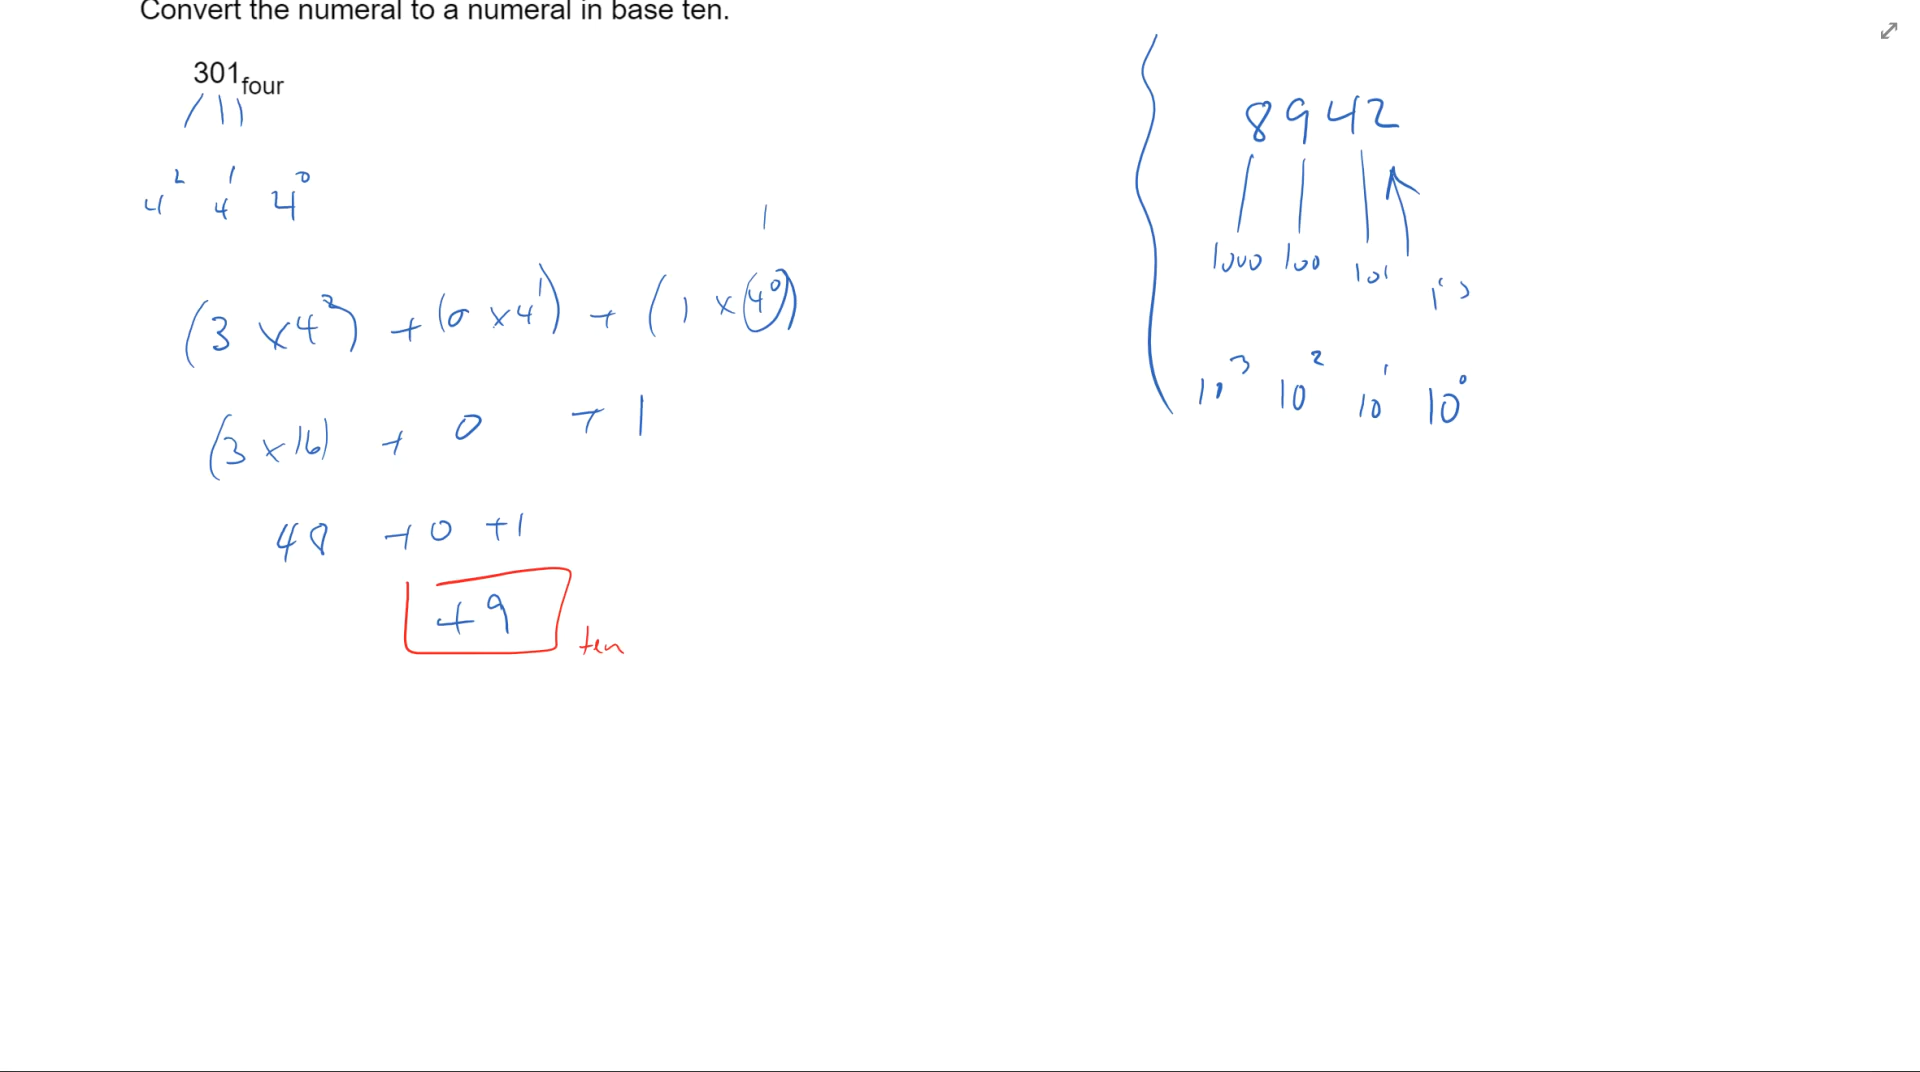 Convert the numeral to a numeral in base ten.
301four
4² 4¹ 4⁰
1
(3 x 4²) + (0 x 4¹) + (1 x (4⁰))
(3 x 16) + 0 + 1
48 + 0 + 1
49 ten
8942
1000 100 10's 1's
10³ 10² 10¹ 10⁰